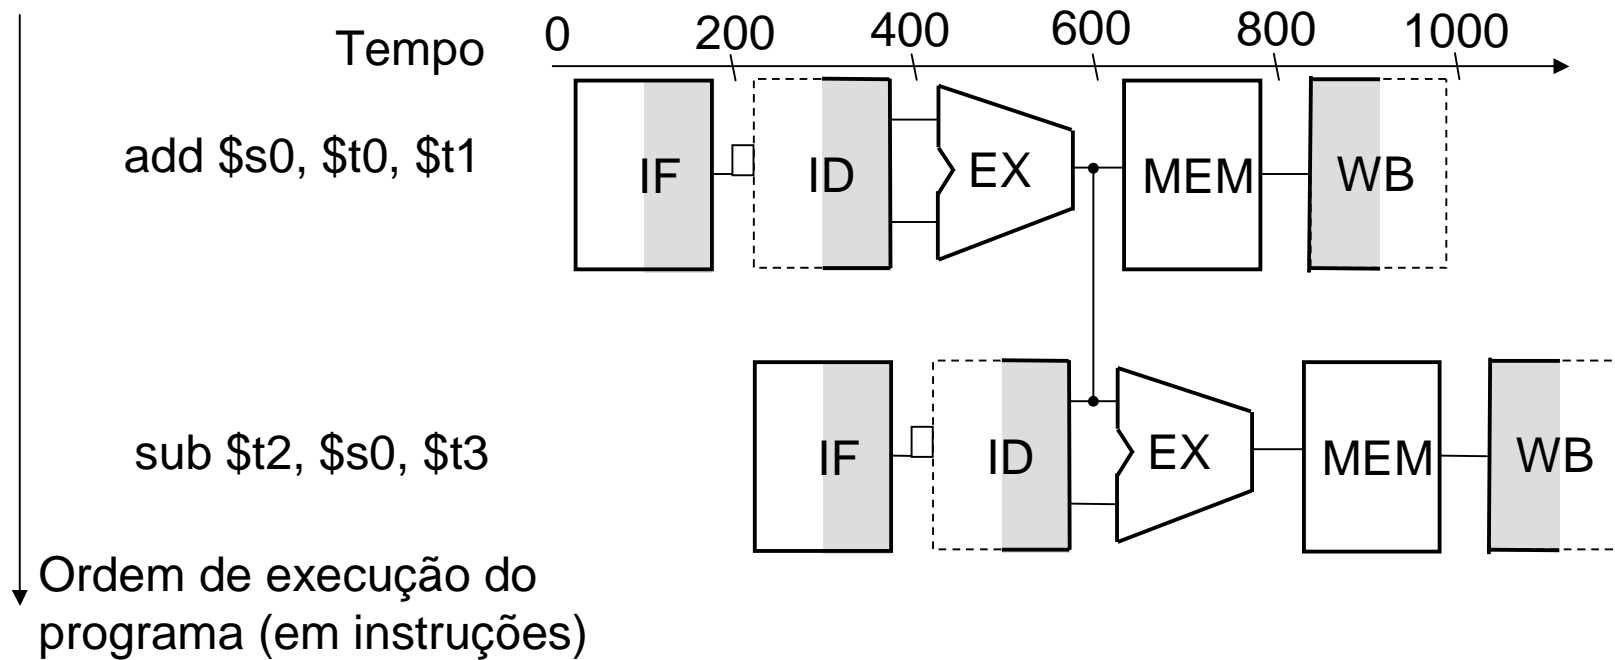 Tempo 0 200 400 600 800 1000
add $s0, $t0, $t1 IF ID EX MEM WB
sub $t2, $s0, $t3 IF ID EX MEM WB
Ordem de execução do
programa (em instruções)